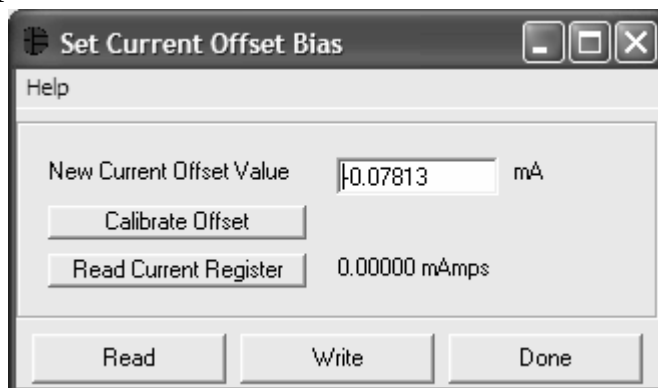 Set Current Offset Bias
Help
New Current Offset Value -0.07813 mA
Calibrate Offset
Read Current Register 0.00000 mAmps
Read Write Done